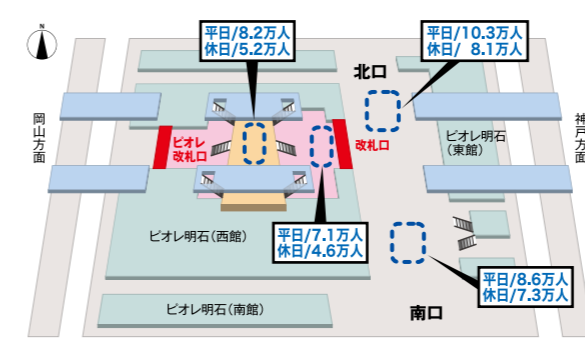 N
平日/8.2万人
休日/5.2万人
平日/10.3万人
休日/ 8.1万人
北口
岡山方面
神戸方面
ピオレ
改札口
改札口
ピオレ明石
(東館)
ピオレ明石(西館)
平日/7.1万人
休日/4.6万人
平日/8.6万人
休日/7.3万人
ピオレ明石(南館)
南口